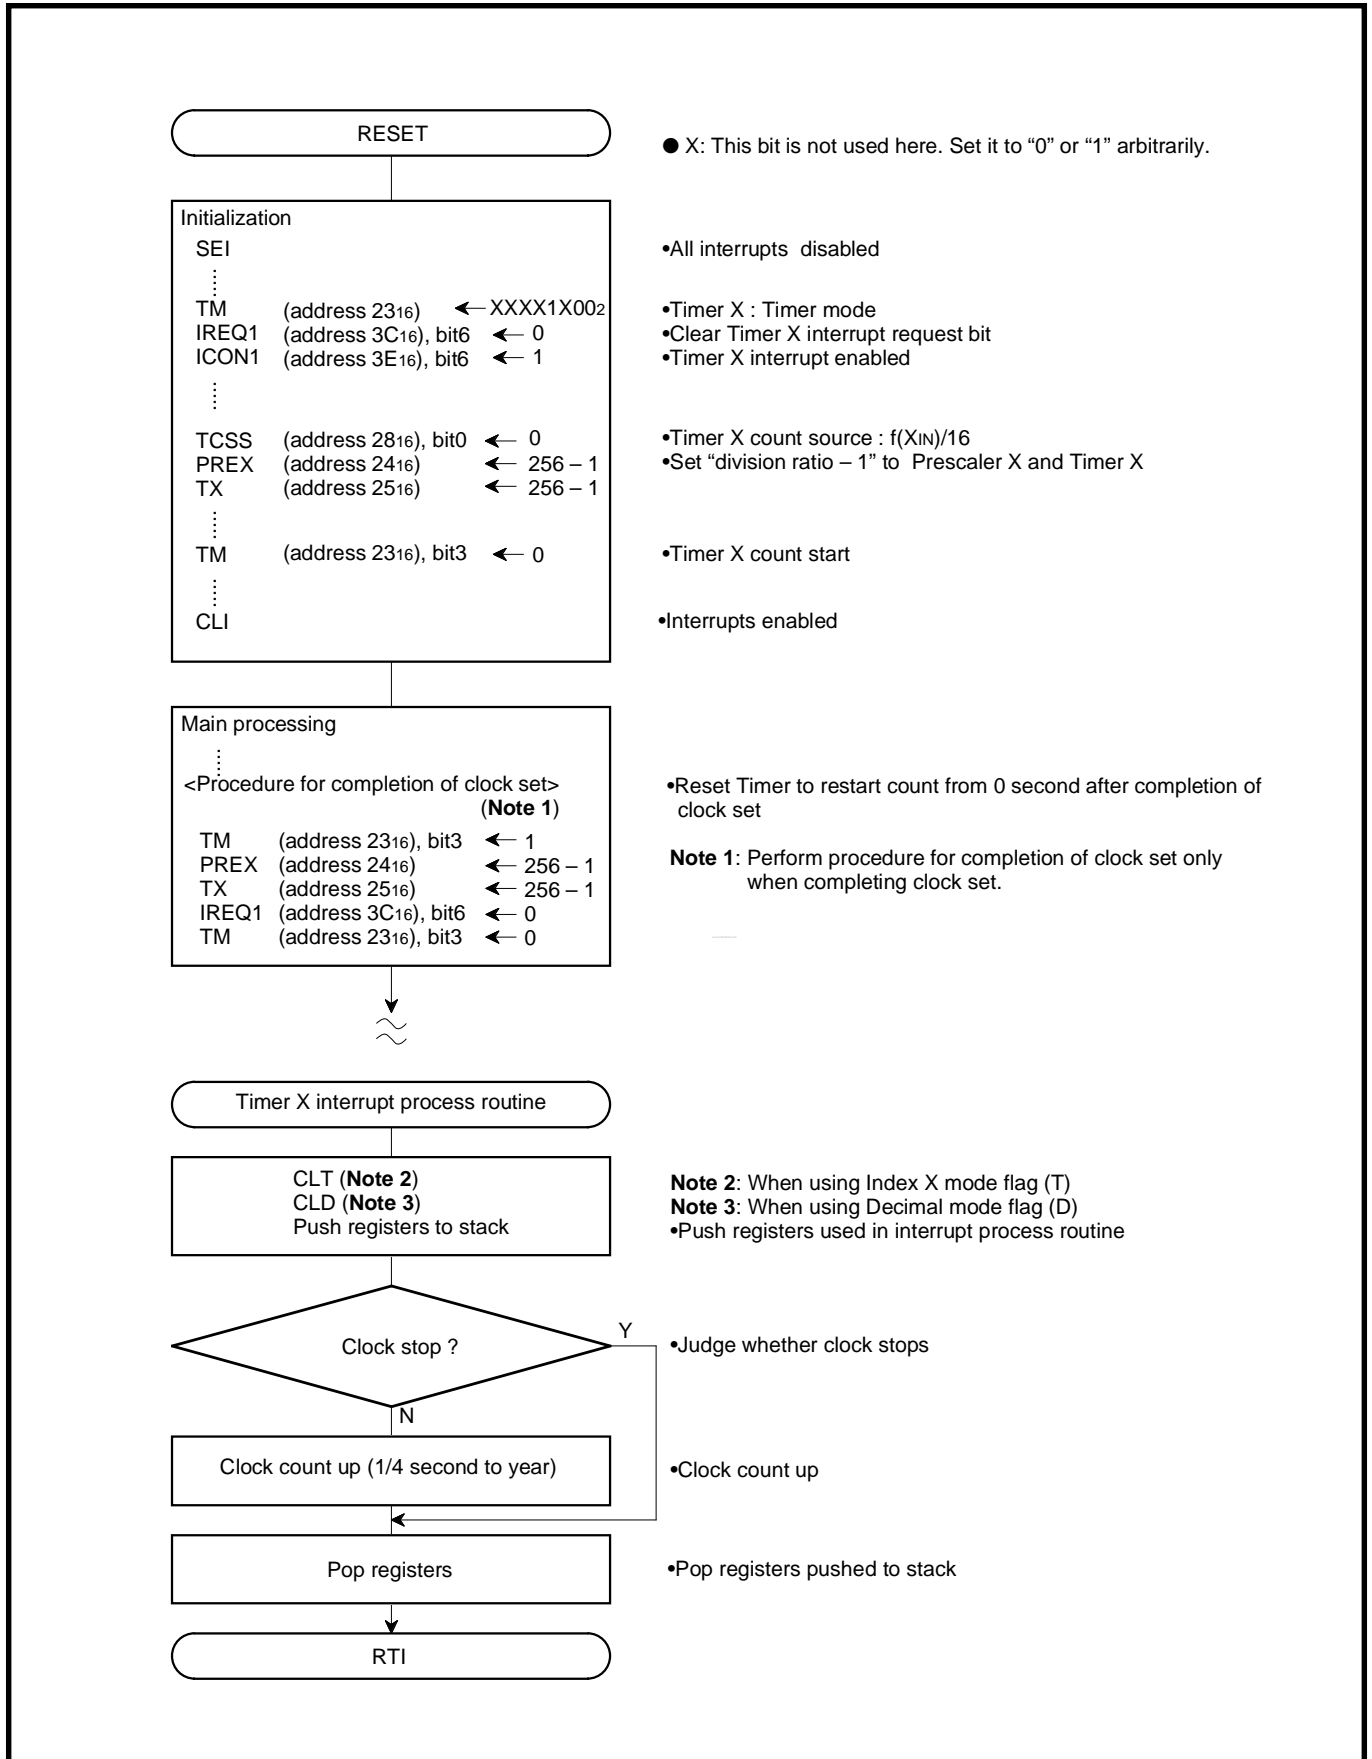 RESET
● X: This bit is not used here. Set it to “0” or “1” arbitrarily.
Initialization
SEI •All interrupts disabled
TM (address 2316) ← XXXX1X002 •Timer X : Timer mode
IREQ1 (address 3C16), bit6 ← 0 •Clear Timer X interrupt request bit
ICON1 (address 3E16), bit6 ← 1 •Timer X interrupt enabled
TCSS (address 2816), bit0 ← 0 •Timer X count source : f(XIN)/16
PREX (address 2416) ← 256 – 1 •Set “division ratio – 1” to Prescaler X and Timer X
TX (address 2516) ← 256 – 1
TM (address 2316), bit3 ← 0 •Timer X count start
CLI •Interrupts enabled
Main processing
<Procedure for completion of clock set> •Reset Timer to restart count from 0 second after completion of
(Note 1) clock set
TM (address 2316), bit3 ← 1
PREX (address 2416) ← 256 – 1 Note 1: Perform procedure for completion of clock set only
TX (address 2516) ← 256 – 1 when completing clock set.
IREQ1 (address 3C16), bit6 ← 0
TM (address 2316), bit3 ← 0
Timer X interrupt process routine
CLT (Note 2) Note 2: When using Index X mode flag (T)
CLD (Note 3) Note 3: When using Decimal mode flag (D)
Push registers to stack •Push registers used in interrupt process routine
Y
Clock stop ? •Judge whether clock stops
N
Clock count up (1/4 second to year) •Clock count up
Pop registers •Pop registers pushed to stack
RTI